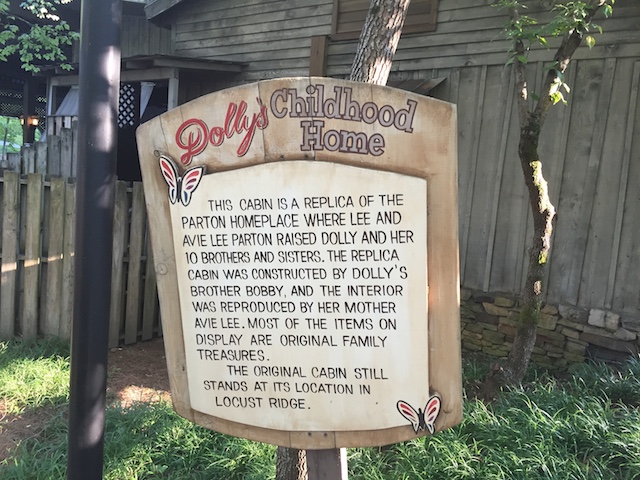 Dolly's Childhood
Home
THIS CABIN IS A REPLICA OF THE
PARTON HOMEPLACE WHERE LEE AND
AVIE LEE PARTON RAISED DOLLY AND HER
10 BROTHERS AND SISTERS. THE REPLICA
CABIN WAS CONSTRUCTED BY DOLLY'S
BROTHER BOBBY, AND THE INTERIOR
WAS REPRODUCED BY HER MOTHER
AVIE LEE. MOST OF THE ITEMS ON
DISPLAY ARE ORIGINAL FAMILY
TREASURES.
THE ORIGINAL CABIN STILL
STANDS AT ITS LOCATION IN
LOCUST RIDGE.